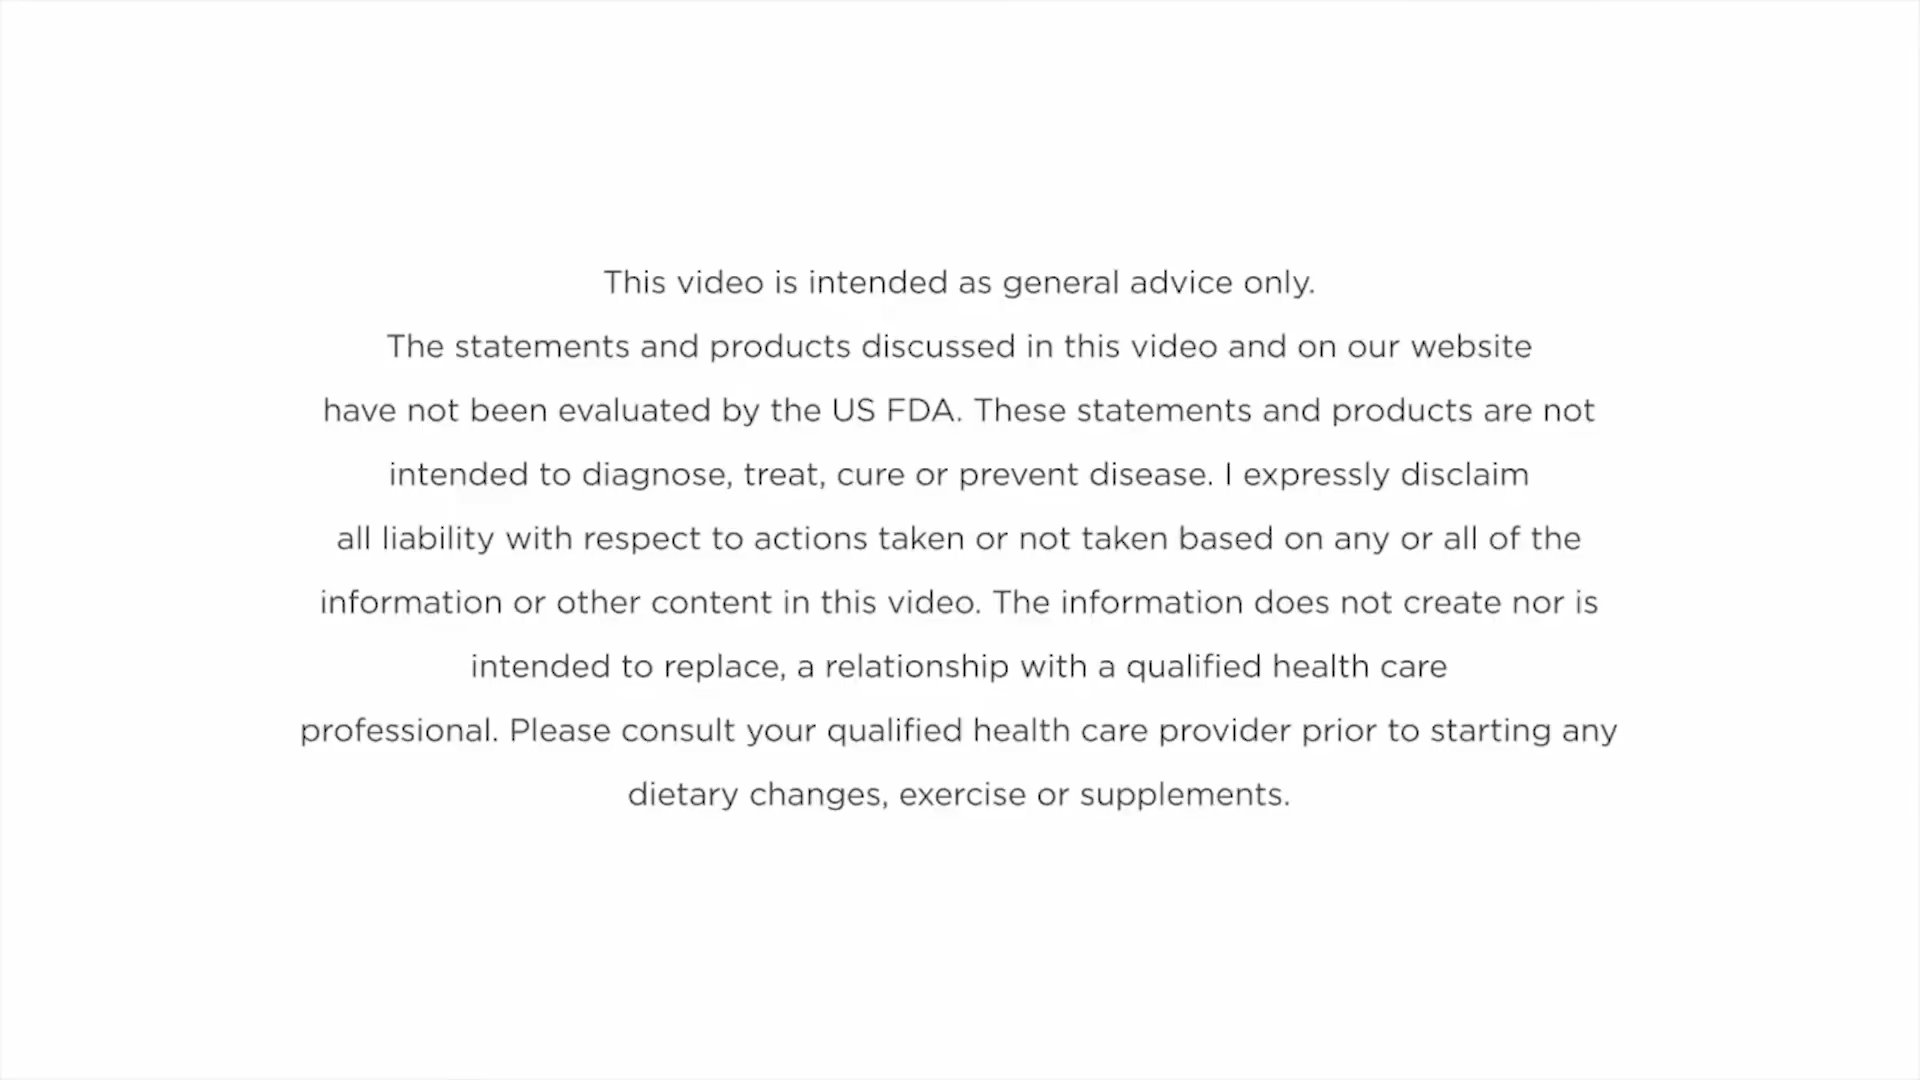 This video is intended as general advice only.
The statements and products discussed in this video and on our website
have not been evaluated by the US FDA. These statements and products are not
intended to diagnose, treat, cure or prevent disease. I expressly disclaim
all liability with respect to actions taken or not taken based on any or all of the
information or other content in this video. The information does not create nor is
intended to replace, a relationship with a qualified health care
professional. Please consult your qualified health care provider prior to starting any
dietary changes, exercise or supplements.